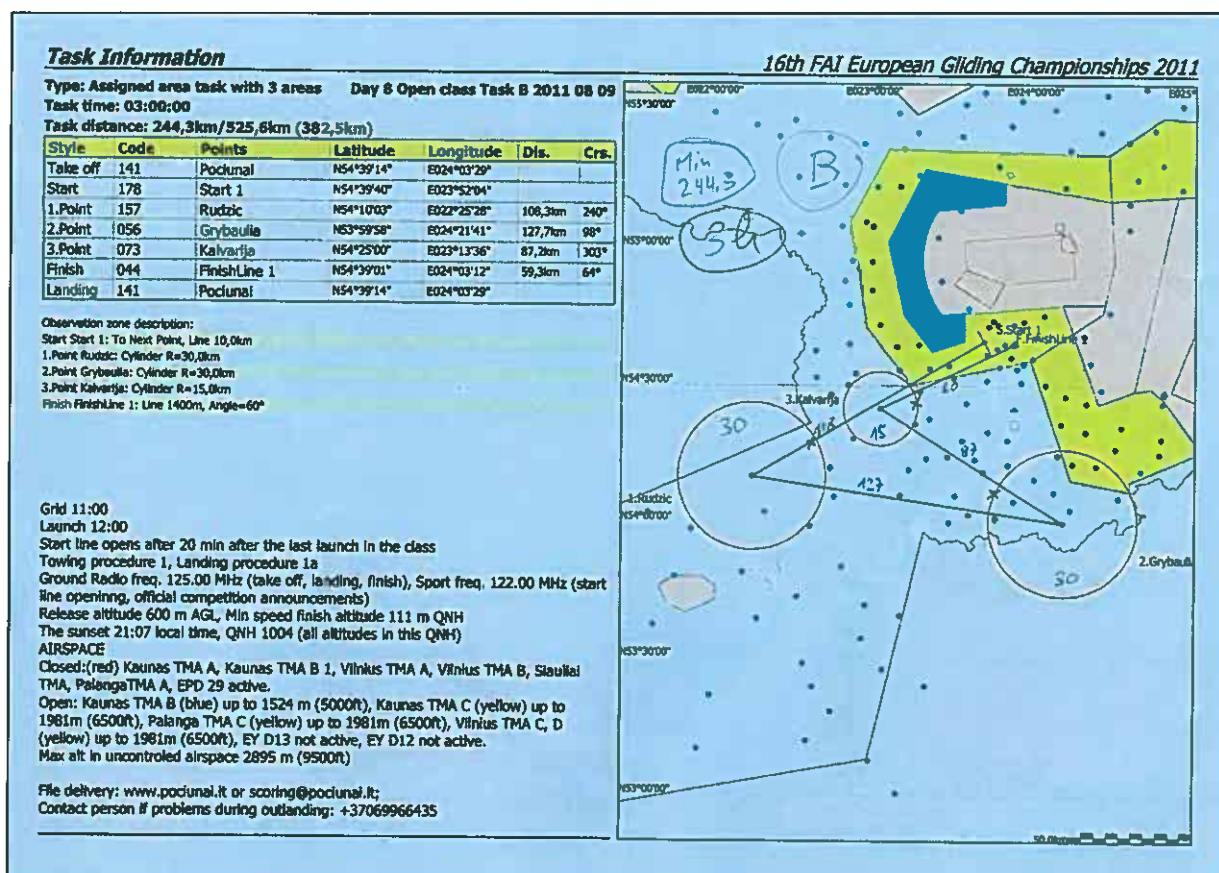 Task Information
16th FAI European Gliding Championships 2011
Type: Assigned area task with 3 areas Day 8 Open class Task B 2011 08 09
Task time: 03:00:00
Task distance: 244,3km/525,6km (382,5km)
Style Code Points Latitude Longitude Dis. Crs.
Take off 141 Pociunai N54°39'14" E024°03'29"
Start 178 Start 1 N54°39'40" E023°52'04"
1.Point 157 Rudzic N54°10'03" E022°25'28" 108,3km 240°
2.Point 056 Grybaulia N53°59'58" E024°21'41" 127,7km 98°
3.Point 073 Kalvarija N54°25'00" E023°13'36" 87,2km 303°
Finish 044 FinishLine 1 N54°39'01" E024°03'12" 59,3km 64°
Landing 141 Pociunai N54°39'14" E024°03'29"
Observation zone description:
Start Start 1: To Next Point, Line 10,0km
1.Point Rudzic: Cylinder R=30,0km
2.Point Grybaulia: Cylinder R=30,0km
3.Point Kalvarija: Cylinder R=15,0km
Finish FinishLine 1: Line 1400m, Angle=60°
Grid 11:00
Launch 12:00
Start line opens after 20 min after the last launch in the class
Towing procedure 1, Landing procedure 1a
Ground Radio freq. 125.00 MHz (take off, landing, finish), Sport freq. 122.00 MHz (start
line openinng, official competition announcements)
Release altitude 600 m AGL, Min speed finish altitude 111 m QNH
The sunset 21:07 local time, QNH 1004 (all altitudes in this QNH)
AIRSPACE
Closed:(red) Kaunas TMA A, Kaunas TMA B 1, Vilnius TMA A, Vilnius TMA B, Siauliai
TMA, PalangaTMA A, EPD 29 active.
Open: Kaunas TMA B (blue) up to 1524 m (5000ft), Kaunas TMA C (yellow) up to
1981m (6500ft), Palanga TMA C (yellow) up to 1981m (6500ft), Vilnius TMA C, D
(yellow) up to 1981m (6500ft), EY D13 not active, EY D12 not active.
Max alt in uncontroled airspace 2895 m (9500ft)
File delivery: www.pociunai.lt or scoring@pociunai.lt;
Contact person if problems during outlanding: +37069966435
E022°00'00" E023°00'00" E024°00'00" E025°
N55°30'00"
Min
244,3
B
N55°00'00"
S.Start 1
F.FinishLine 1
N54°30'00"
3.Kalvarija
30
15
87
127
1.Rudzic
N54°00'00"
2.Grybauli
30
N53°30'00"
N53°00'00"
50,0km